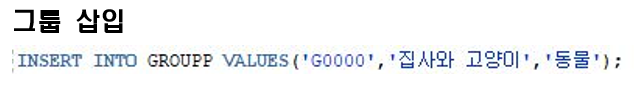 그룹 삽입
INSERT INTO GROUPP VALUES('G0000','집사와 고양이','동물');